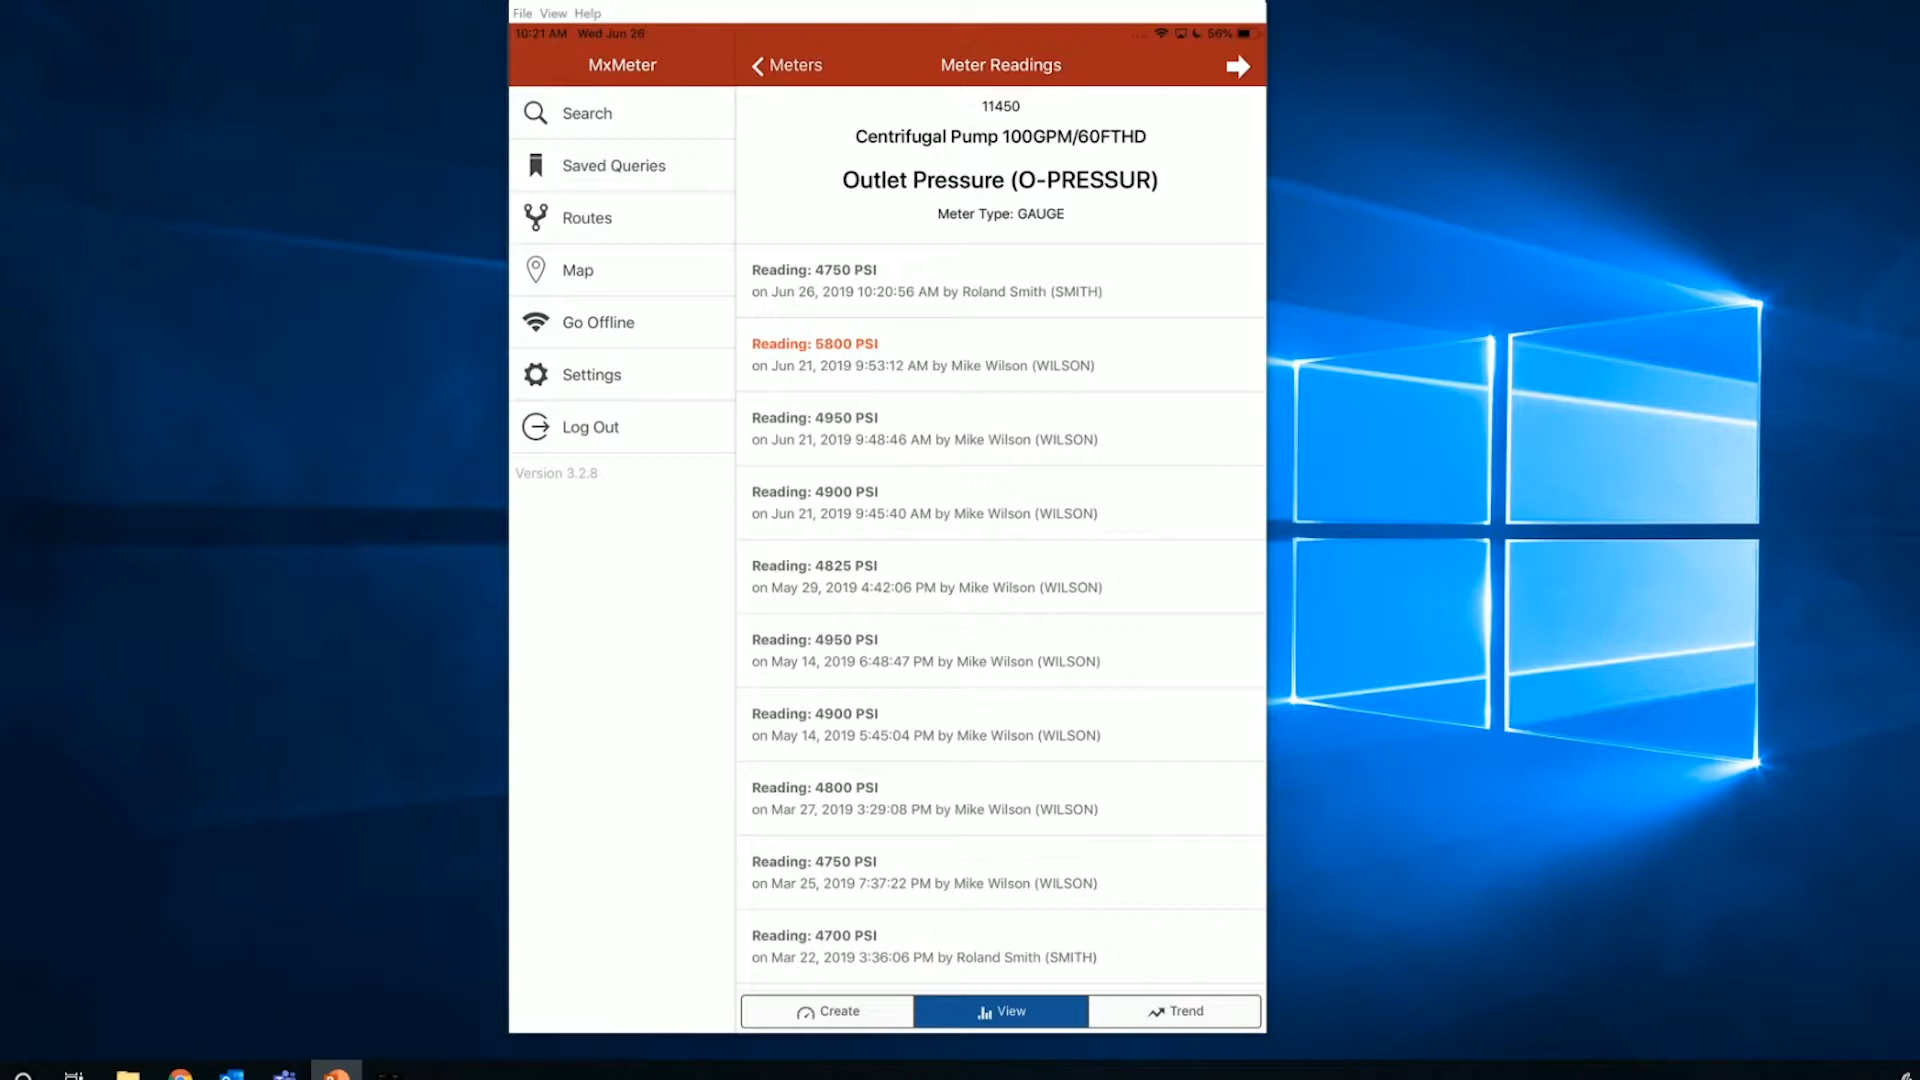 File View Help
10:21 AM Wed Jun 26
56%
MxMeter
Meters
Meter Readings
Search
Saved Queries
Routes
Map
Go Offline
Settings
Log Out
Version 3.2.8
11450
Centrifugal Pump 100GPM/60FTHD
Outlet Pressure (O-PRESSUR)
Meter Type: GAUGE
Reading: 4750 PSI
on Jun 26, 2019 10:20:56 AM by Roland Smith (SMITH)
Reading: 5800 PSI
on Jun 21, 2019 9:53:12 AM by Mike Wilson (WILSON)
Reading: 4950 PSI
on Jun 21, 2019 9:48:46 AM by Mike Wilson (WILSON)
Reading: 4900 PSI
on Jun 21, 2019 9:45:40 AM by Mike Wilson (WILSON)
Reading: 4825 PSI
on May 29, 2019 4:42:06 PM by Mike Wilson (WILSON)
Reading: 4950 PSI
on May 14, 2019 6:48:47 PM by Mike Wilson (WILSON)
Reading: 4900 PSI
on May 14, 2019 5:45:04 PM by Mike Wilson (WILSON)
Reading: 4800 PSI
on Mar 27, 2019 3:29:08 PM by Mike Wilson (WILSON)
Reading: 4750 PSI
on Mar 25, 2019 7:37:22 PM by Mike Wilson (WILSON)
Reading: 4700 PSI
on Mar 22, 2019 3:36:06 PM by Roland Smith (SMITH)
Create
View
Trend